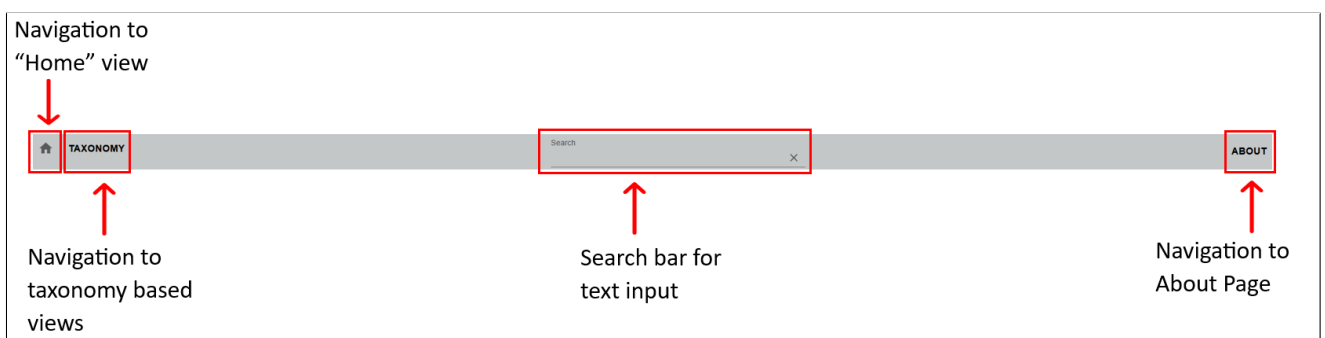 Navigation to
“Home” view
TAXONOMY
Search
ABOUT
Navigation to
taxonomy based
views
Search bar for
text input
Navigation to
About Page